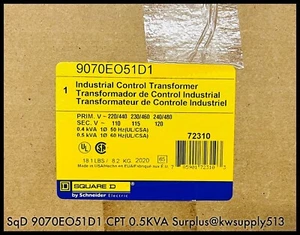 9070EO51D1
1
Industrial Control Transformer
Transformador de Control Industrial
Transformateur de Controle Industriel
PRIM. V - 220/440 230/460 240/480
SEC. V - 110 115 120
0.4 kVA 1Ø 50 Hz(UL/CSA)
0.5 kVA 1Ø 60 Hz(UL/CSA)
72310
18.1 LBS / 8.2 KG 2020
SQUARE D
by Schneider Electric
SqD 9070EO51D1 CPT 0.5KVA Surplus@kwsupply513